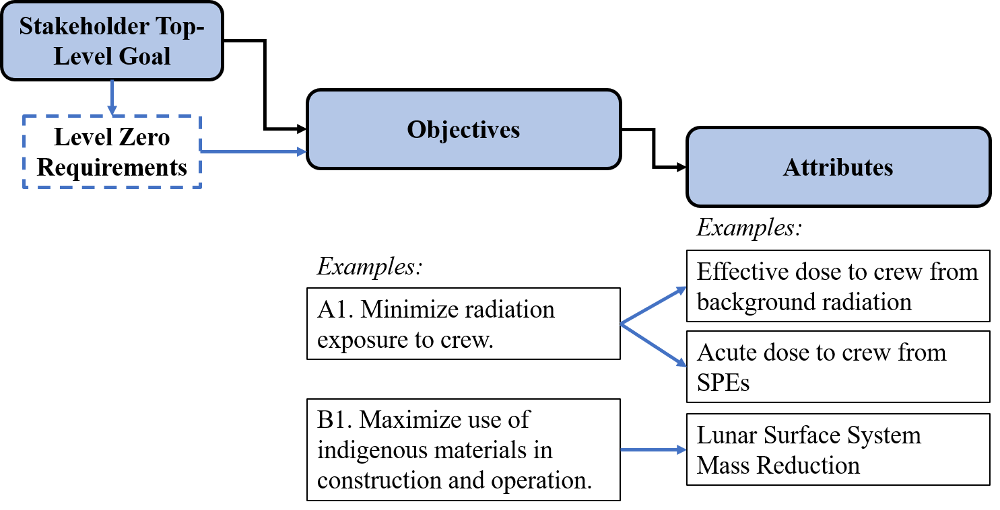 Stakeholder Top-
Level Goal
Level Zero
Requirements
Objectives
Attributes
Examples:
A1. Minimize radiation
exposure to crew.
B1. Maximize use of
indigenous materials in
construction and operation.
Examples:
Effective dose to crew from
background radiation
Acute dose to crew from
SPEs
Lunar Surface System
Mass Reduction